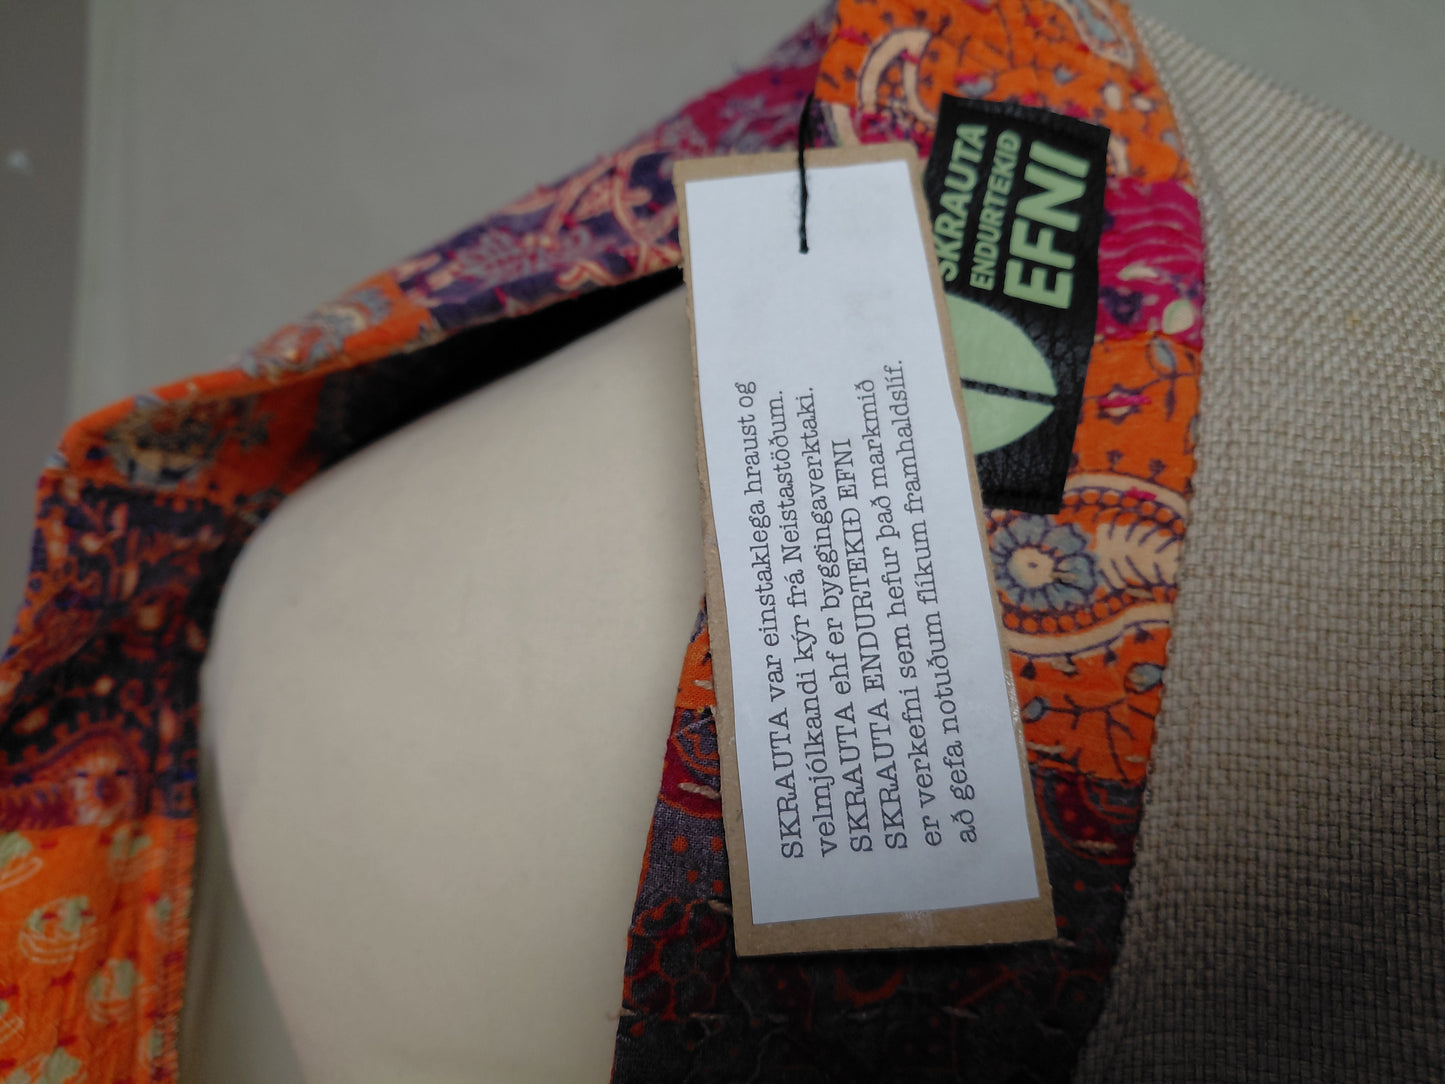 SKRAUTA var einstaklega hraust og
velmjólkandi kýr frá Neistastöðum.
SKRAUTA ehf er byggingaverktaki.
SKRAUTA ENDURTEKIÐ EFNI
er verkefni sem hefur það markmið
að gefa notuðum flíkum framhaldslíf.
SKRAUTA
ENDURTEKIÐ
EFNI